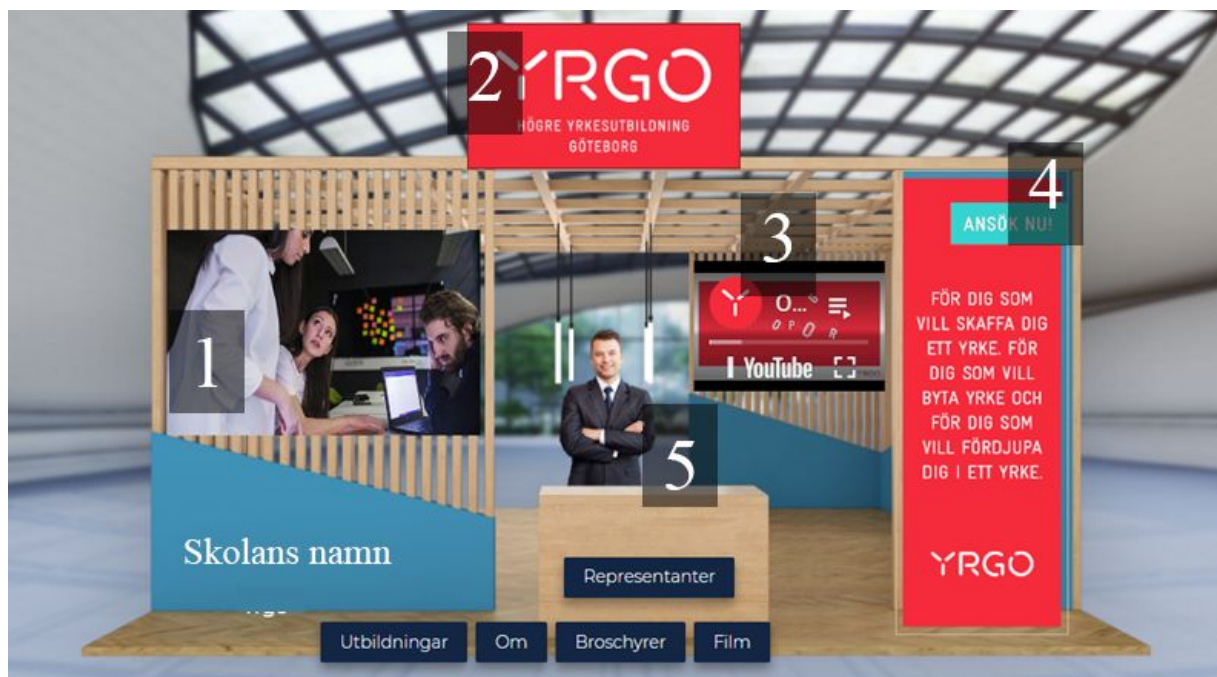 2
YRGO
HÖGRE YRKESUTBILDNING
GÖTEBORG
4
ANSÖK NU!
3
O...
OPOR
YouTube
FÖR DIG SOM
VILL SKAFFA DIG
ETT YRKE. FÖR
DIG SOM VILL
BYTA YRKE OCH
FÖR DIG SOM
VILL FÖRDJUPA
DIG I ETT YRKE.
YRGO
1
5
Skolans namn
Representanter
Utbildningar
Om
Broschyrer
Film